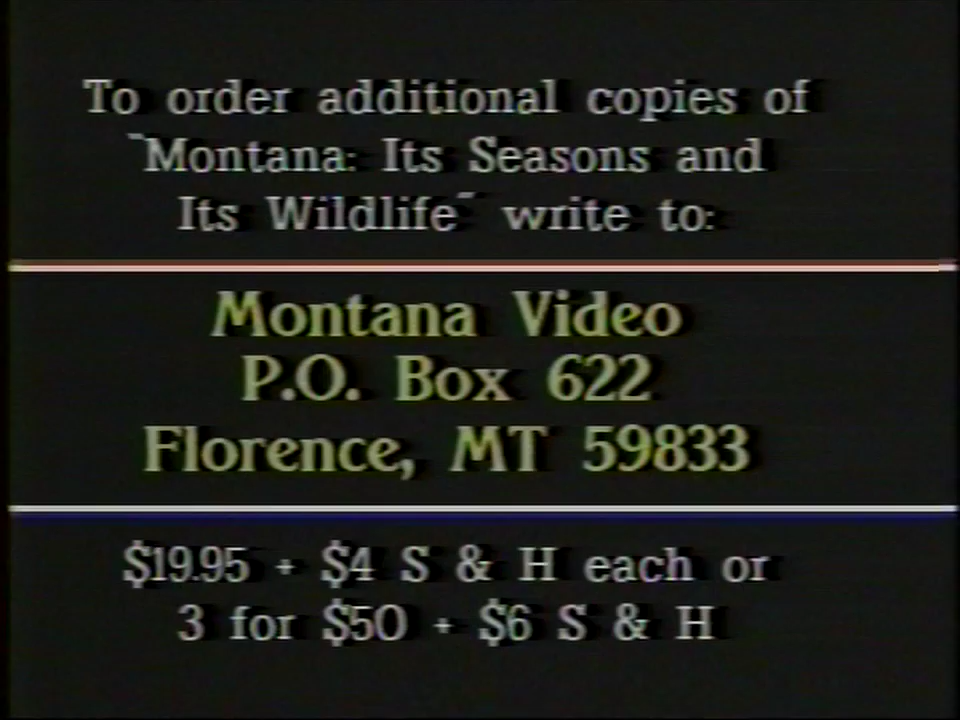 To order additional copies of
"Montana: Its Seasons and
Its Wildlife" write to:
Montana Video
P.O. Box 622
Florence, MT 59833
$19.95 + $4 S & H each or
3 for $50 + $6 S & H